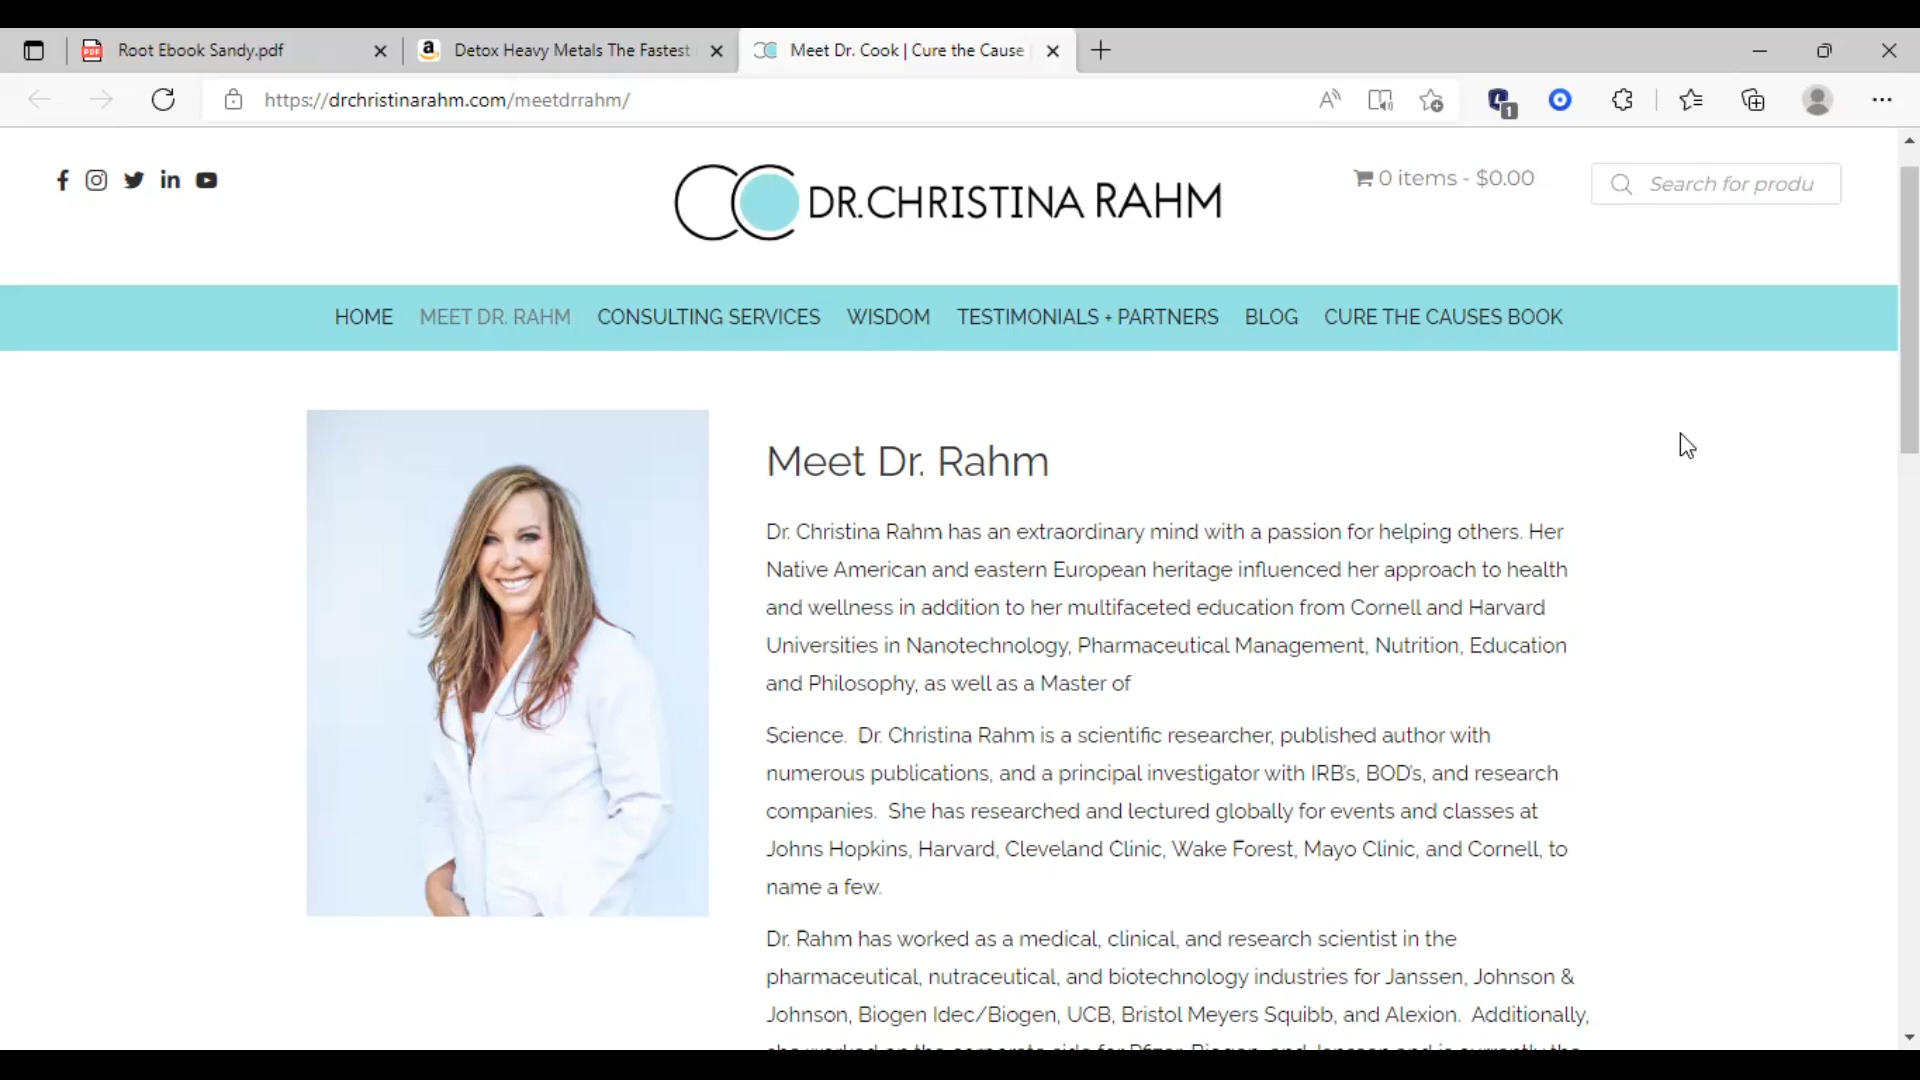 Root Ebook Sandy.pdf
Detox Heavy Metals The Fastest
Meet Dr. Cook | Cure the Cause
https://drchristinarahm.com/meetdrrahm/
1
DR.CHRISTINA RAHM
0 items - $0.00
Search for produ
HOME MEET DR. RAHM CONSULTING SERVICES WISDOM TESTIMONIALS + PARTNERS BLOG CURE THE CAUSES BOOK
Meet Dr. Rahm
Dr. Christina Rahm has an extraordinary mind with a passion for helping others. Her
Native American and eastern European heritage influenced her approach to health
and wellness in addition to her multifaceted education from Cornell and Harvard
Universities in Nanotechnology, Pharmaceutical Management, Nutrition, Education
and Philosophy, as well as a Master of
Science.  Dr. Christina Rahm is a scientific researcher, published author with
numerous publications, and a principal investigator with IRB's, BOD's, and research
companies.  She has researched and lectured globally for events and classes at
Johns Hopkins, Harvard, Cleveland Clinic, Wake Forest, Mayo Clinic, and Cornell, to
name a few.
Dr. Rahm has worked as a medical, clinical, and research scientist in the
pharmaceutical, nutraceutical, and biotechnology industries for Janssen, Johnson &
Johnson, Biogen Idec/Biogen, UCB, Bristol Meyers Squibb, and Alexion.  Additionally,